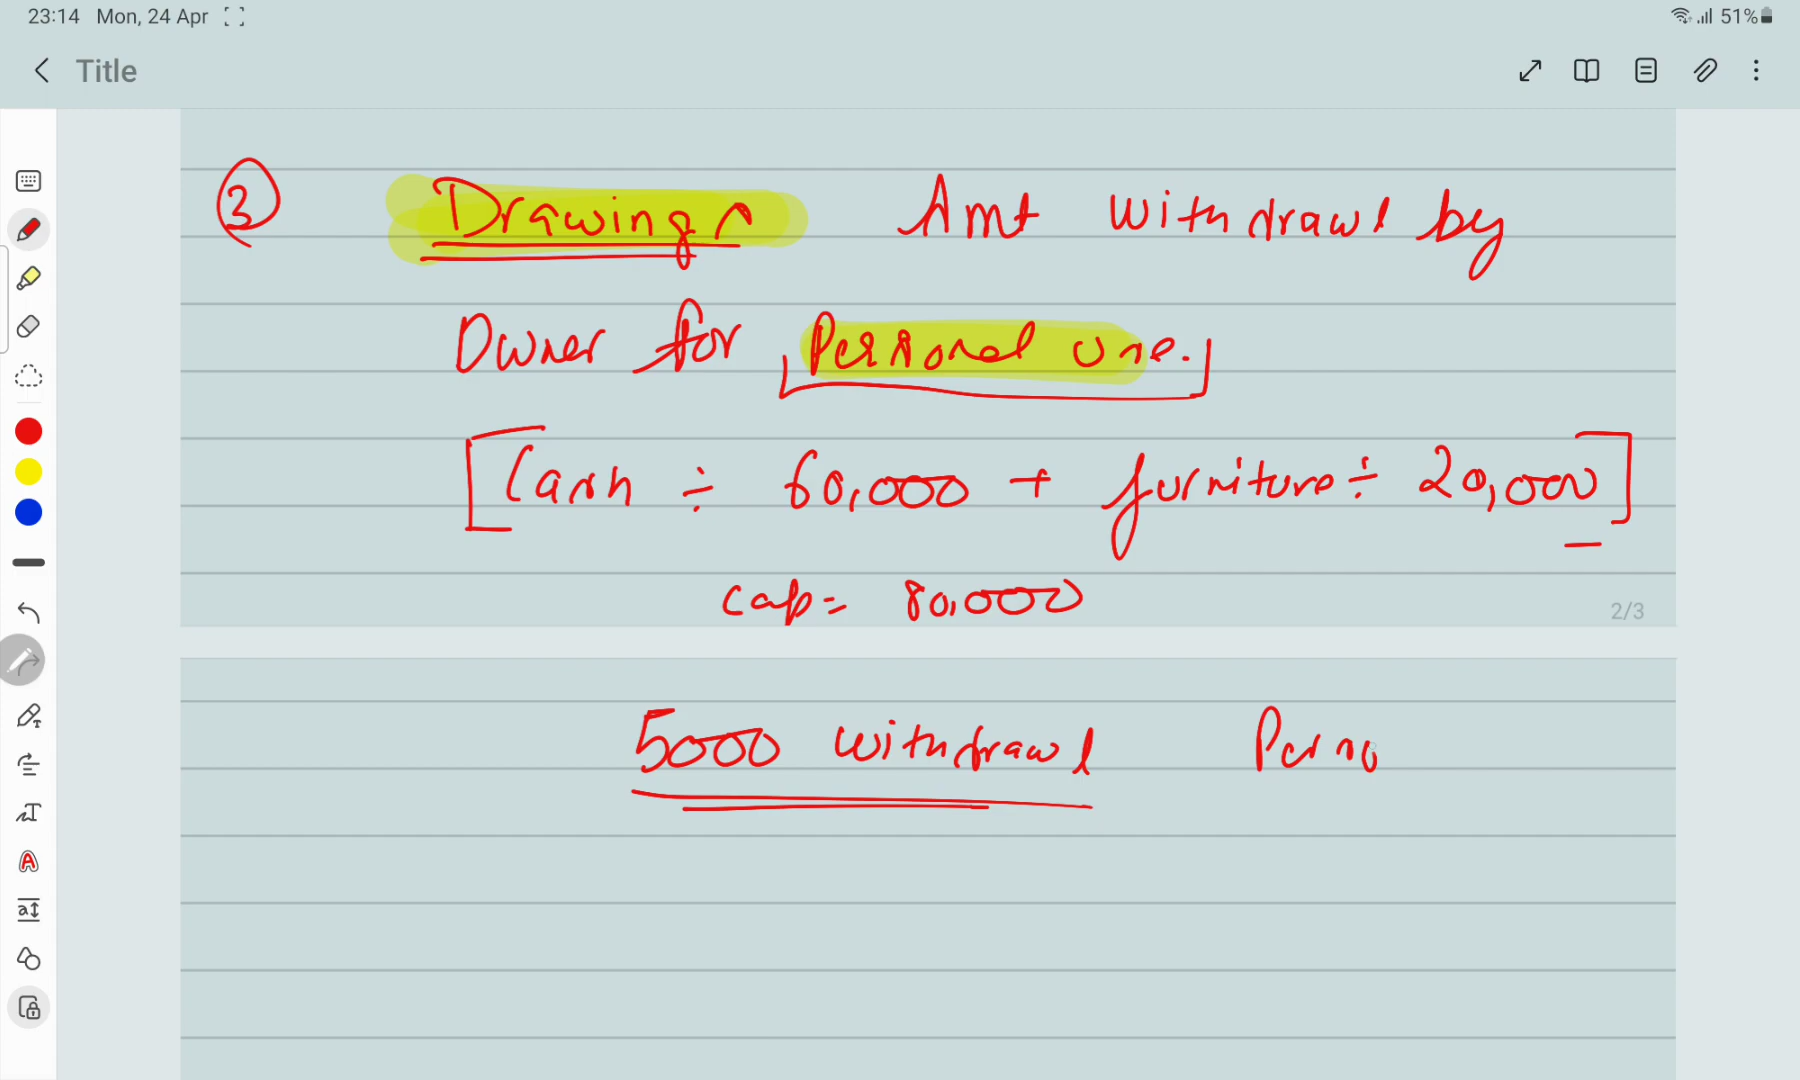 23:14 Mon, 24 Apr 51%
Title
3 Drawings Amt withdrawl by
Owner for Personal use.
[Cash ÷ 60,000 + furniture ÷ 20,000]
cap = 80,000
2/3
5000 withdrawl Perso